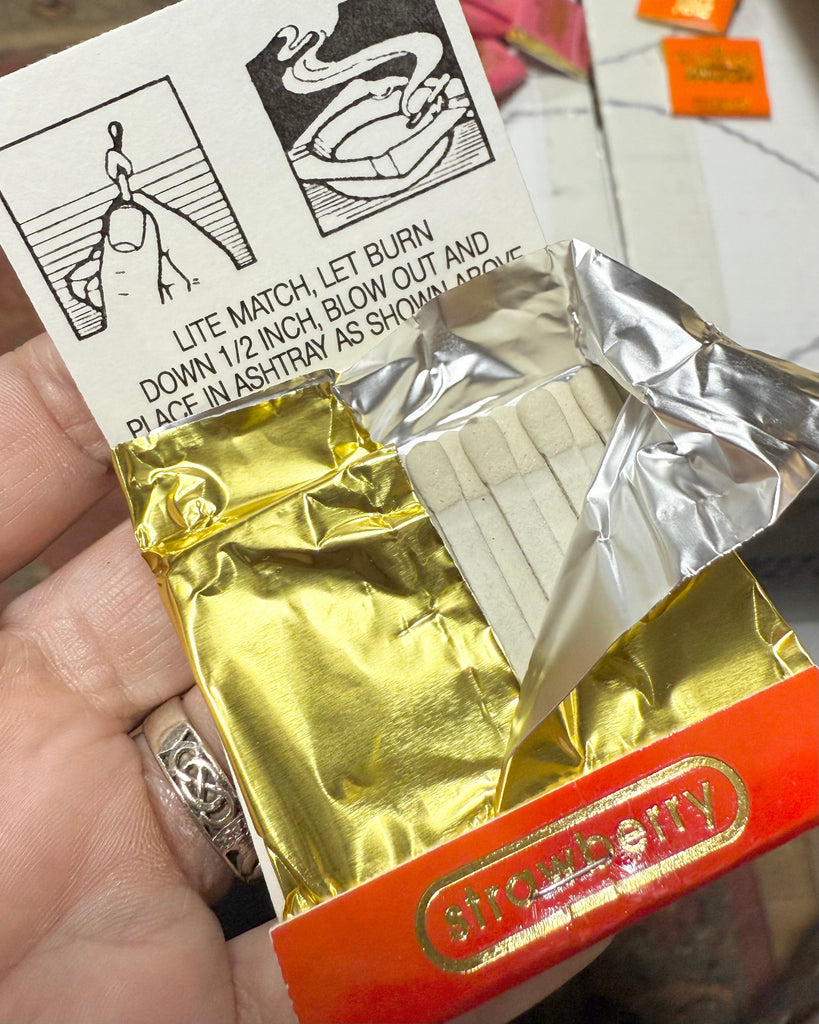 LITE MATCH, LET BURN
DOWN 1/2 INCH, BLOW OUT AND
PLACE IN ASHTRAY AS SHOWN ABOVE
strawberry